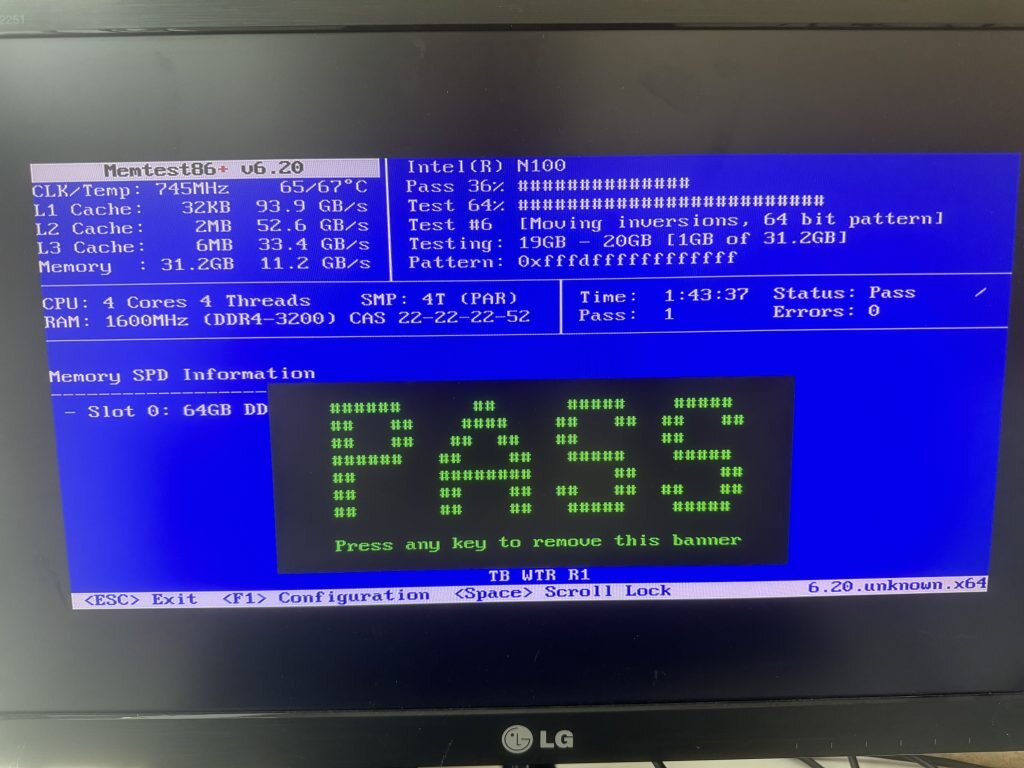 2251
Memtest86+ v6.20
Intel(R) N100
CLK/Temp: 745MHz 65/67°C
Pass 36% ##############
L1 Cache: 32KB 93.9 GB/s
Test 64% #########################
L2 Cache: 2MB 52.6 GB/s
Test #6 [Moving inversions, 64 bit pattern]
L3 Cache: 6MB 33.4 GB/s
Testing: 19GB - 20GB [1GB of 31.2GB]
Memory : 31.2GB 11.2 GB/s
Pattern: 0xfffdffffffffffff
CPU: 4 Cores 4 Threads SMP: 4T (PAR)
Time: 1:43:37 Status: Pass /
RAM: 1600MHz (DDR4-3200) CAS 22-22-22-52
Pass: 1 Errors: 0
Memory SPD Information
- Slot 0: 64GB DD
PASS
Press any key to remove this banner
TB WTR R1
<ESC> Exit <F1> Configuration <Space> Scroll Lock 6.20.unknown.x64
LG